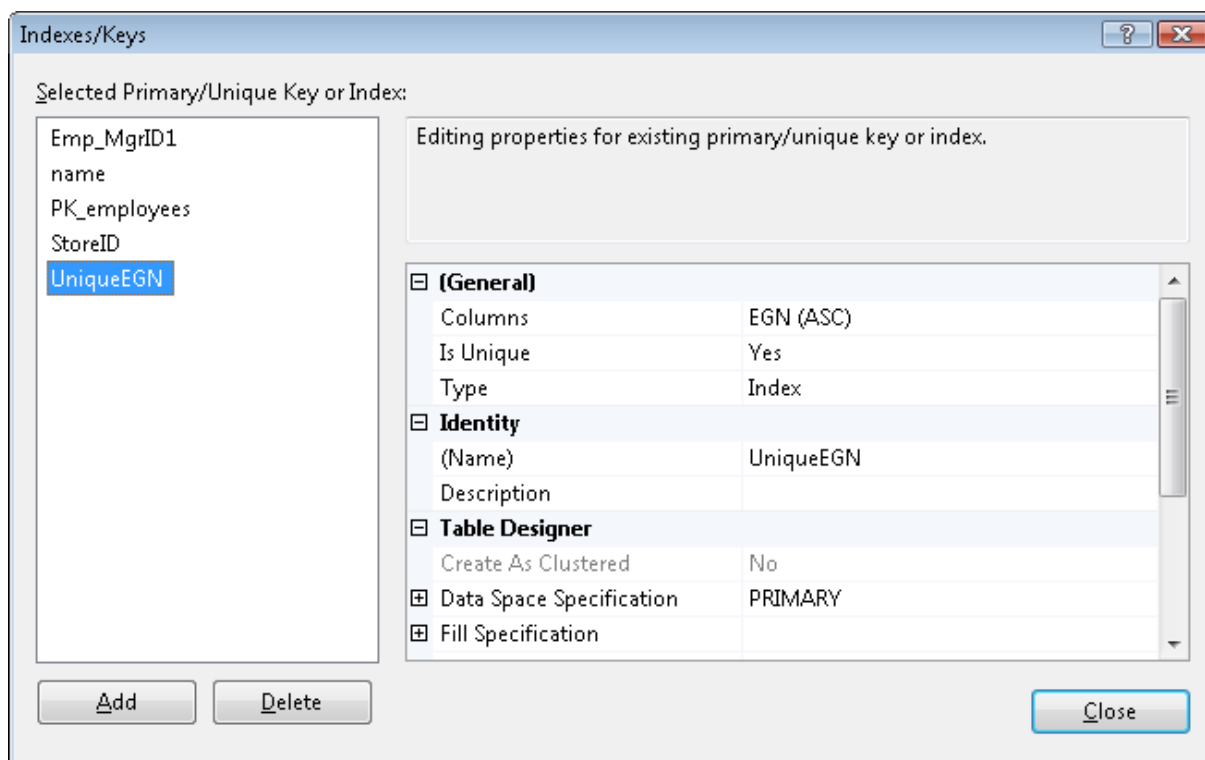 Indexes/Keys
Selected Primary/Unique Key or Index:
Emp_MgrID1
name
PK_employees
StoreID
UniqueEGN
Editing properties for existing primary/unique key or index.
(General)
Columns EGN (ASC)
Is Unique Yes
Type Index
Identity
(Name) UniqueEGN
Description
Table Designer
Create As Clustered No
Data Space Specification PRIMARY
Fill Specification
Add Delete
Close